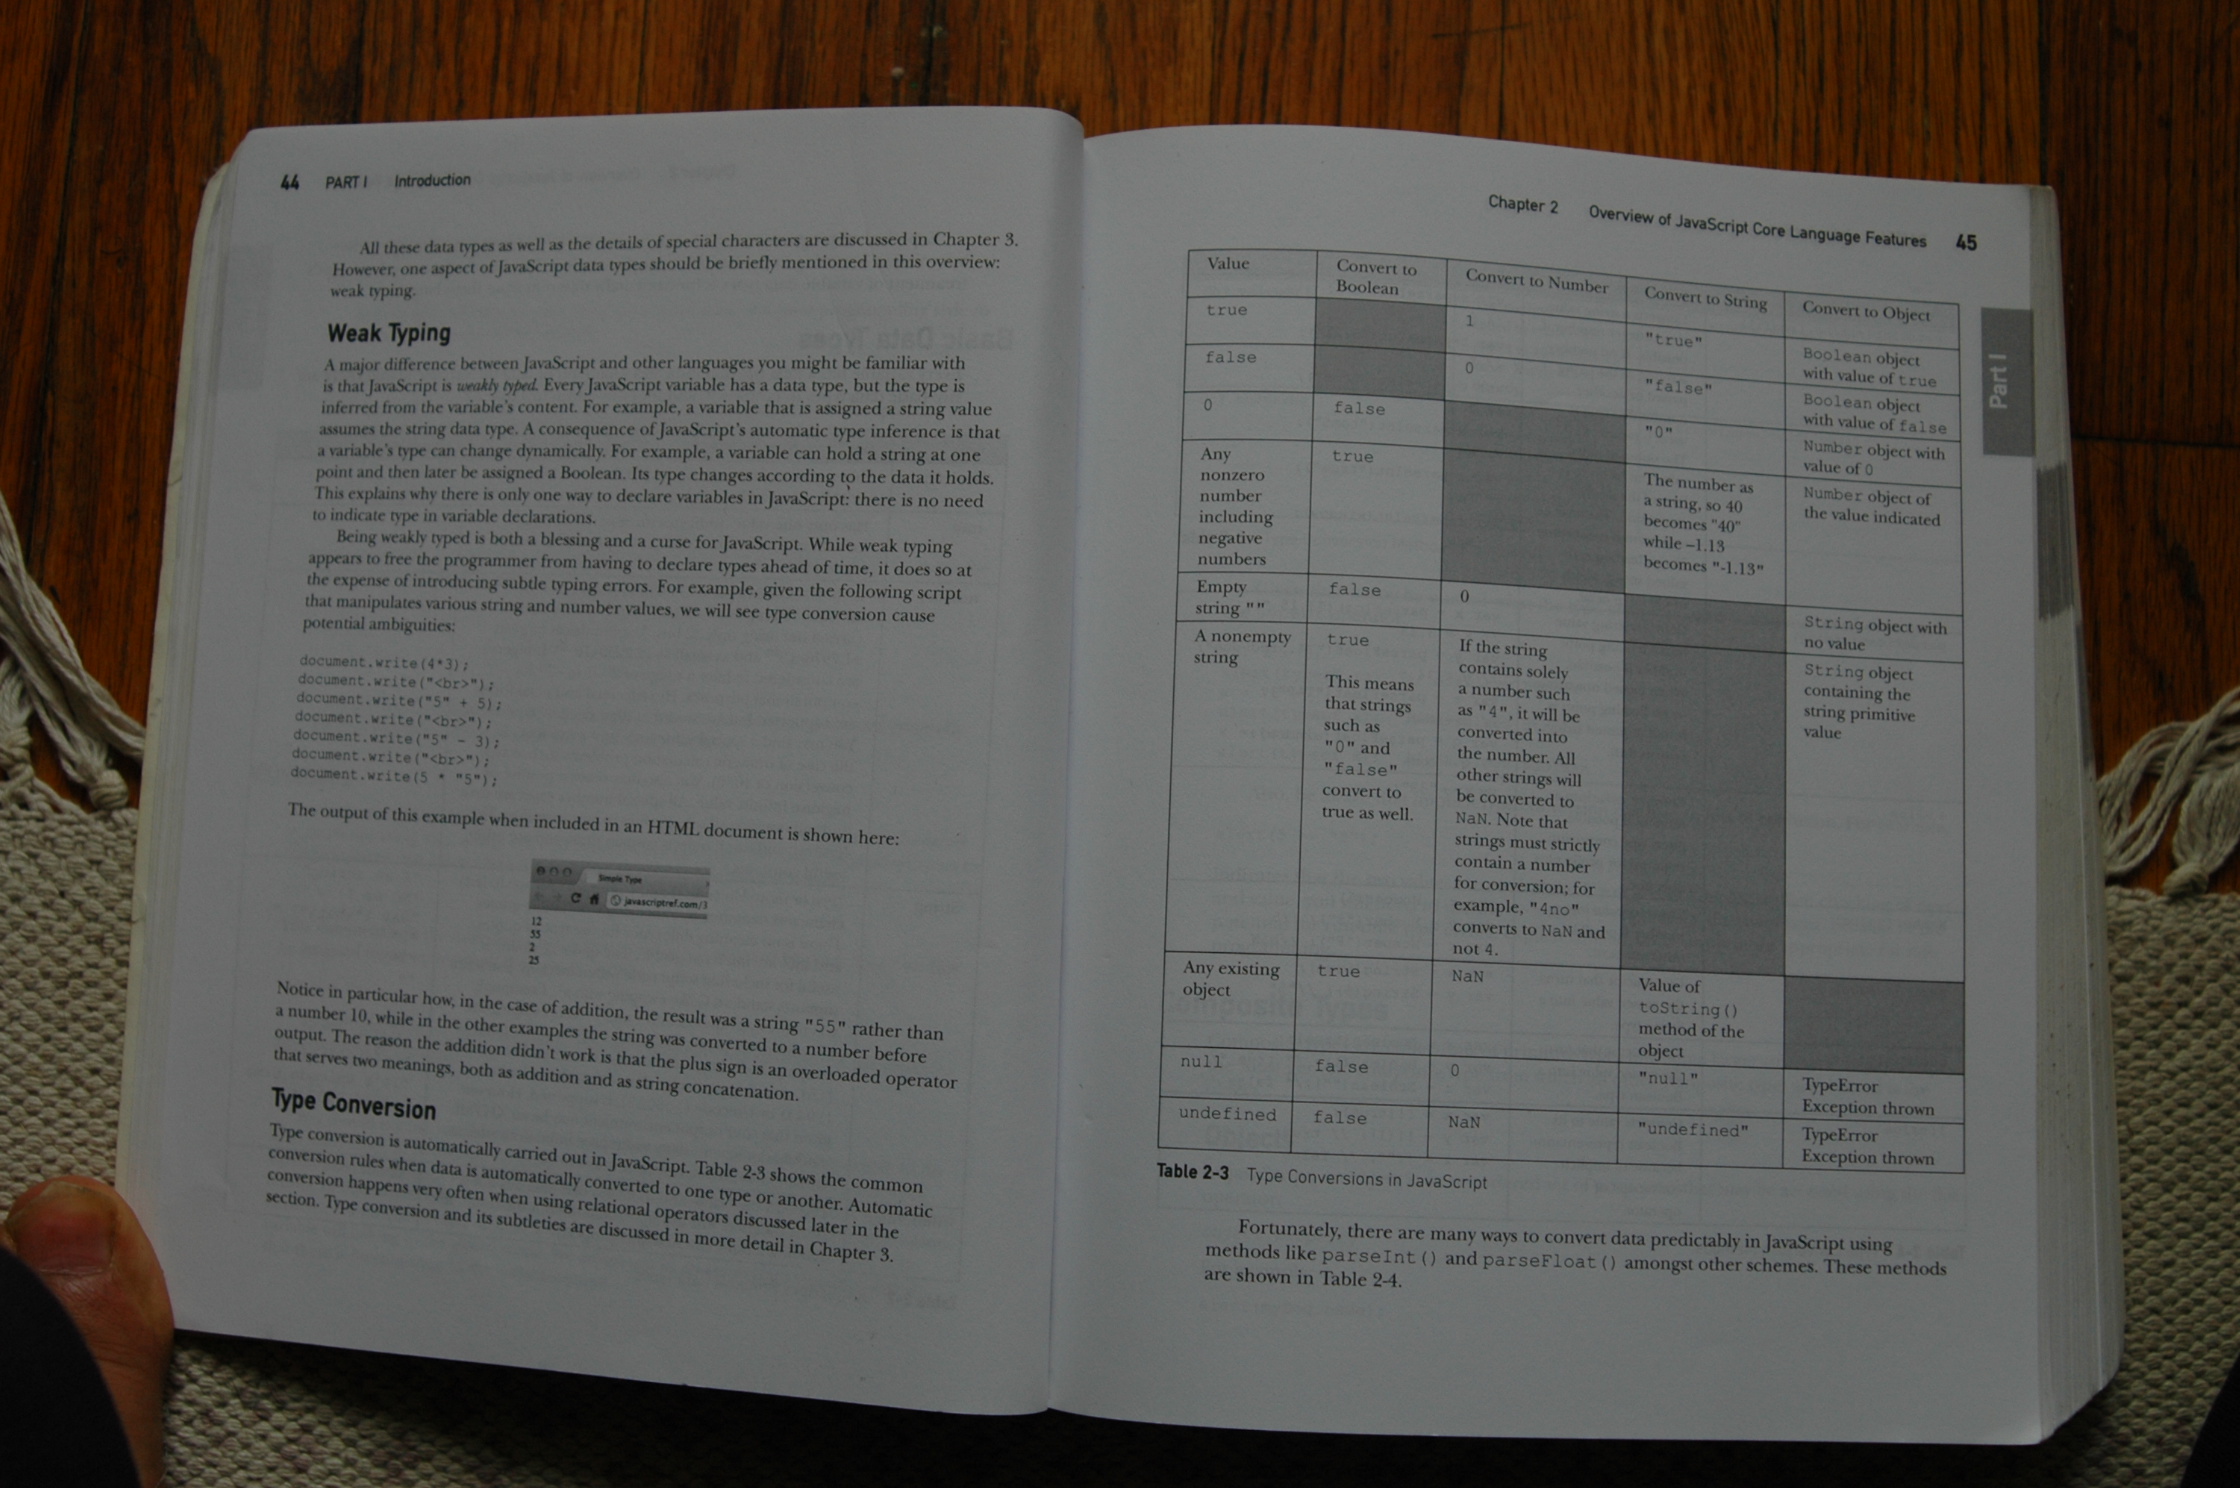 44 PART I Introduction
All these data types as well as the details of special characters are discussed in Chapter 3.
However, one aspect of JavaScript data types should be briefly mentioned in this overview:
weak typing.
Weak Typing
A major difference between JavaScript and other languages you might be familiar with
is that JavaScript is weakly typed. Every JavaScript variable has a data type, but the type is
inferred from the variable's content. For example, a variable that is assigned a string value
assumes the string data type. A consequence of JavaScript's automatic type inference is that
a variable's type can change dynamically. For example, a variable can hold a string at one
point and then later be assigned a Boolean. Its type changes according to the data it holds.
This explains why there is only one way to declare variables in JavaScript: there is no need
to indicate type in variable declarations.
Being weakly typed is both a blessing and a curse for JavaScript. While weak typing
appears to free the programmer from having to declare types ahead of time, it does so at
the expense of introducing subtle typing errors. For example, given the following script
that manipulates various string and number values, we will see type conversion cause
potential ambiguities:
document.write(4*3);
document.write("<br>");
document.write("5" + 5);
document.write("<br>");
document.write("5" - 3);
document.write("<br>");
document.write(5 * "5");
The output of this example when included in an HTML document is shown here:
Simple Type
javascriptref.com/3
12
55
2
25
Notice in particular how, in the case of addition, the result was a string "55" rather than
a number 10, while in the other examples the string was converted to a number before
output. The reason the addition didn't work is that the plus sign is an overloaded operator
that serves two meanings, both as addition and as string concatenation.
Type Conversion
Type conversion is automatically carried out in JavaScript. Table 2-3 shows the common
conversion rules when data is automatically converted to one type or another. Automatic
conversion happens very often when using relational operators discussed later in the
section. Type conversion and its subtleties are discussed in more detail in Chapter 3.
Chapter 2 Overview of JavaScript Core Language Features 45
Part I
Value
Convert to
Boolean
Convert to Number
Convert to String
Convert to Object
true
1
"true"
Boolean object
with value of true
false
0
"false"
Boolean object
with value of false
0
false
"0"
Number object with
value of 0
Any
nonzero
number
including
negative
numbers
true
The number as
a string, so 40
becomes "40"
while –1.13
becomes "-1.13"
Number object of
the value indicated
Empty
string ""
false
0
String object with
no value
A nonempty
string
true
This means
that strings
such as
"0" and
"false"
convert to
true as well.
If the string
contains solely
a number such
as "4", it will be
converted into
the number. All
other strings will
be converted to
NaN. Note that
strings must strictly
contain a number
for conversion; for
example, "4no"
converts to NaN and
not 4.
String object
containing the
string primitive
value
Any existing
object
true
NaN
Value of
toString()
method of the
object
null
false
0
"null"
TypeError
Exception thrown
undefined
false
NaN
"undefined"
TypeError
Exception thrown
Table 2-3 Type Conversions in JavaScript
Fortunately, there are many ways to convert data predictably in JavaScript using
methods like parseInt() and parseFloat() amongst other schemes. These methods
are shown in Table 2-4.